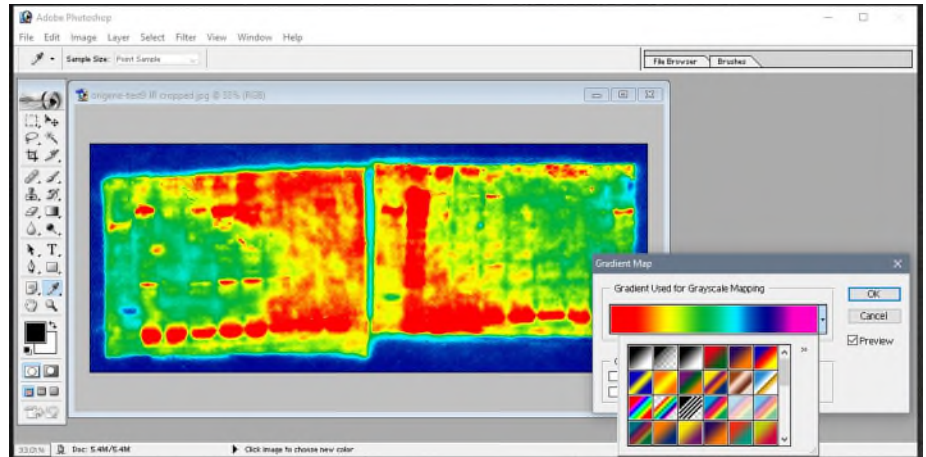 Adobe Photoshop
File Edit Image Layer Select Filter View Window Help
Sample Size: Point Sample
File Browser Brushes
cropped.jpg @ 33% (RGB)
Gradient Map
Gradient Used for Grayscale Mapping
OK
Cancel
Preview
Doc: 5.4M/5.4M
Click image to choose new color